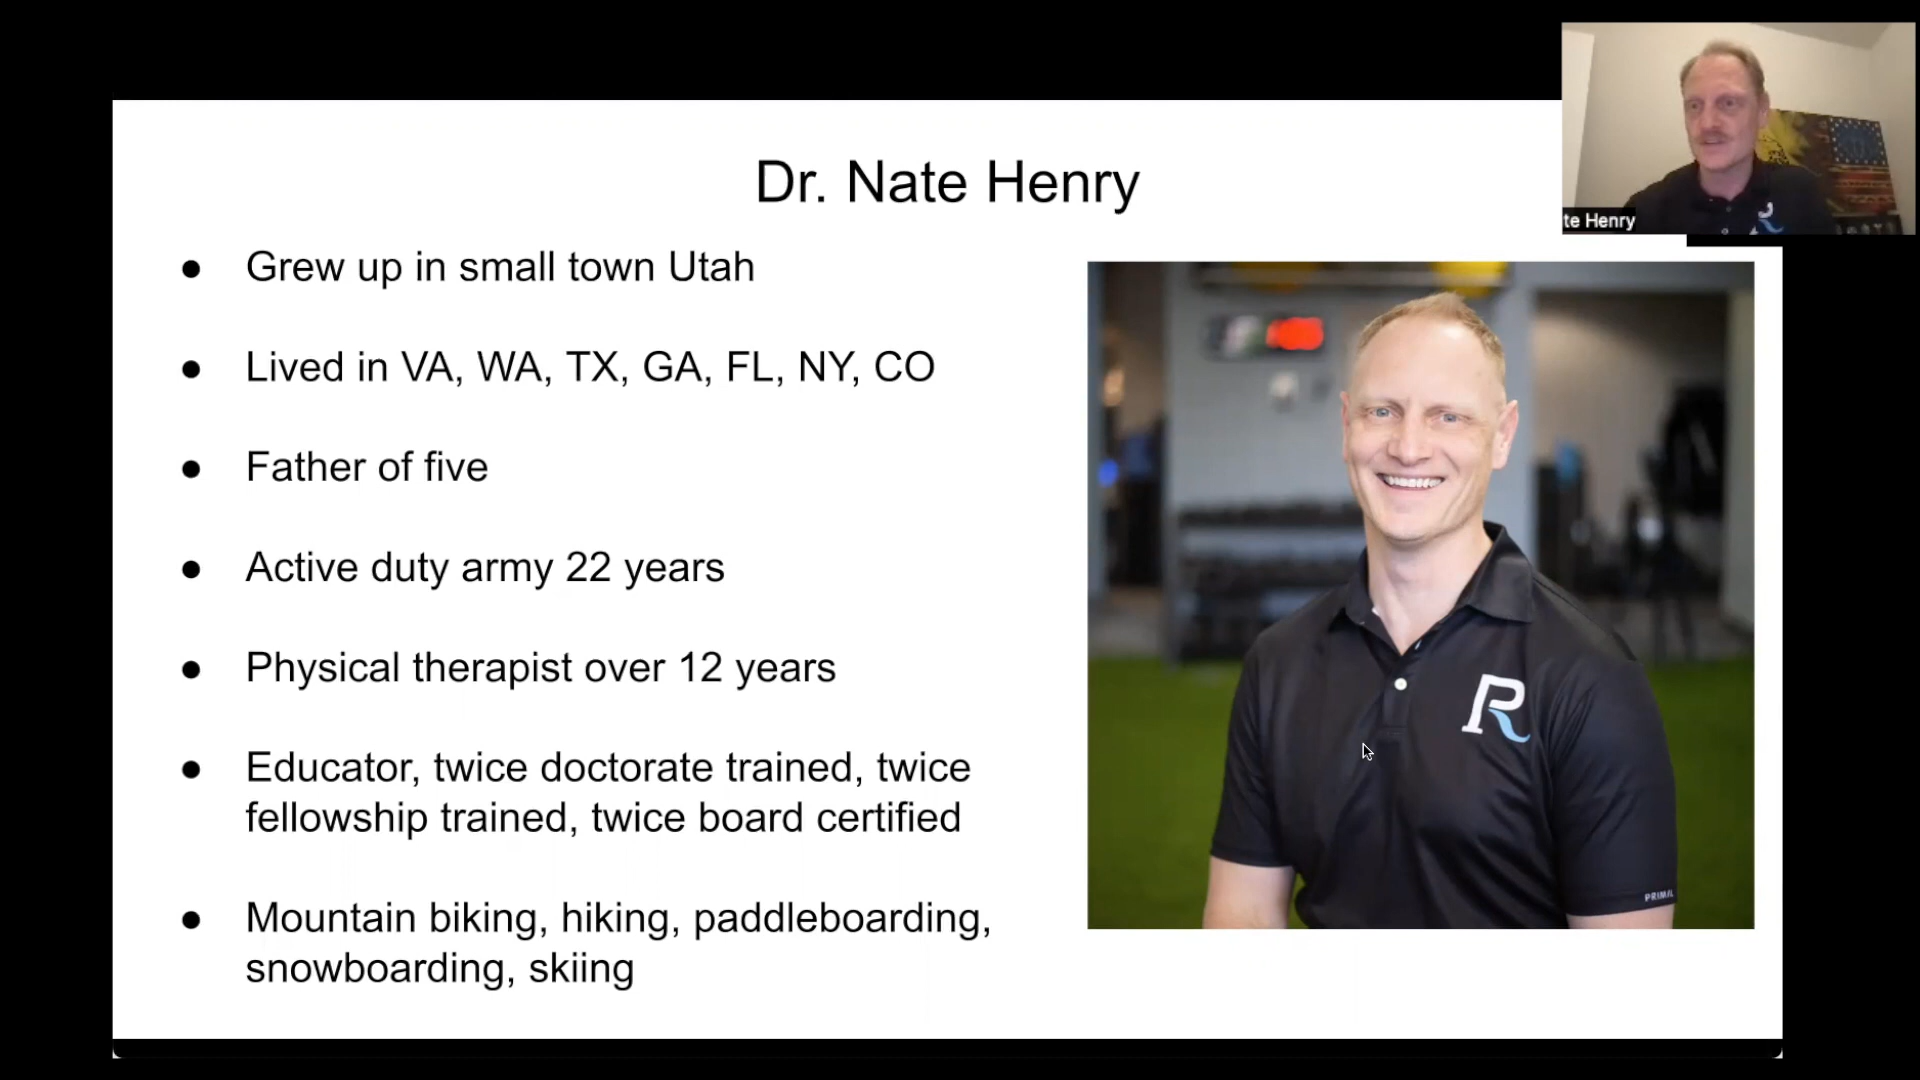 Dr. Nate Henry
te Henry
● Grew up in small town Utah
● Lived in VA, WA, TX, GA, FL, NY, CO
● Father of five
● Active duty army 22 years
● Physical therapist over 12 years
● Educator, twice doctorate trained, twice
fellowship trained, twice board certified
● Mountain biking, hiking, paddleboarding,
snowboarding, skiing
R
PRIMAL